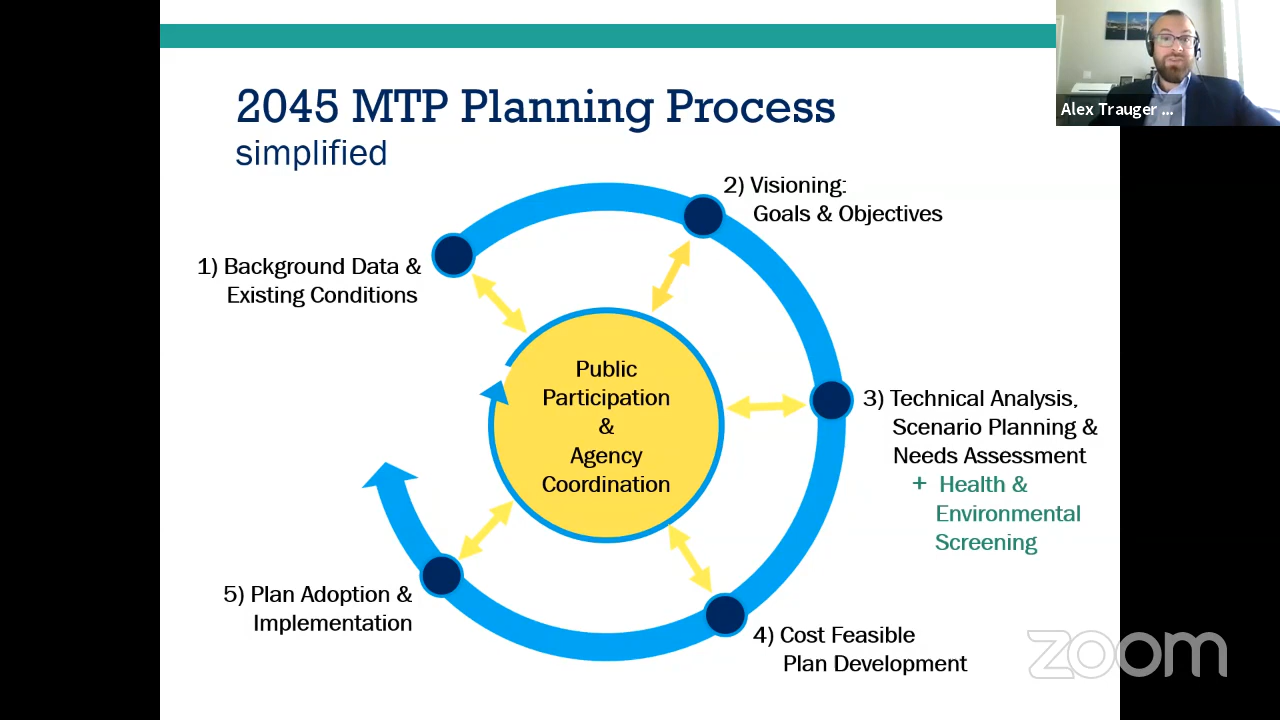 2045 MTP Planning Process
simplified
Alex Trauger ...
1) Background Data &
Existing Conditions
2) Visioning:
Goals & Objectives
3) Technical Analysis,
Scenario Planning &
Needs Assessment
+ Health &
Environmental
Screening
4) Cost Feasible
Plan Development
5) Plan Adoption &
Implementation
Public
Participation
&
Agency
Coordination
zoom